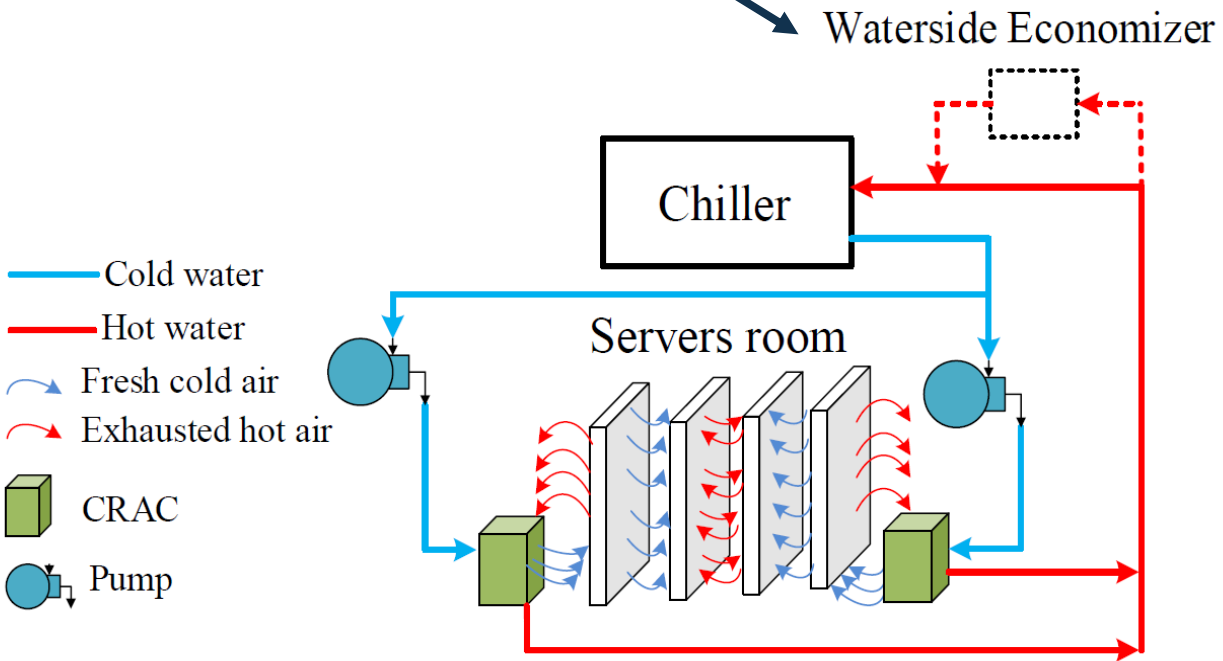 Waterside Economizer
Chiller
Cold water
Hot water
Servers room
Fresh cold air
Exhausted hot air
CRAC
Pump